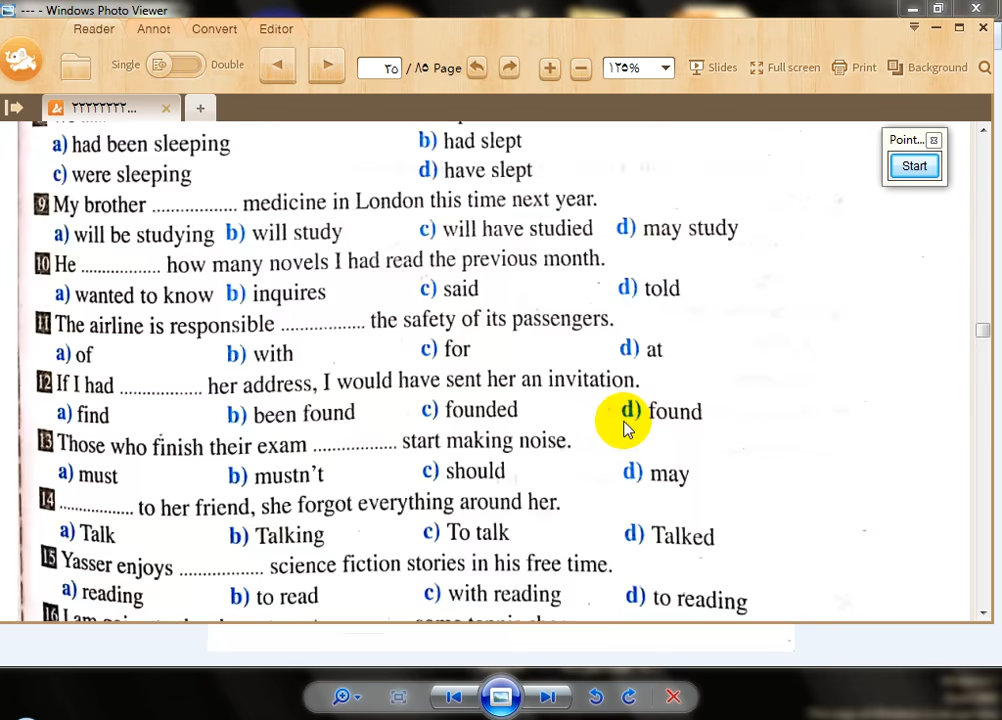 ---- - Windows Photo Viewer
Reader Annot Convert Editor
Single Double ٣٥ / ٨٥ Page ١٢٥% Slides Full screen Print Background
٢٢٢٢٢٢٢٢...
Point...
Start
a) had been sleeping b) had slept
c) were sleeping d) have slept
9 My brother ................. medicine in London this time next year.
a) will be studying b) will study c) will have studied d) may study
10 He ................ how many novels I had read the previous month.
a) wanted to know b) inquires c) said d) told
11 The airline is responsible ................. the safety of its passengers.
a) of b) with c) for d) at
12 If I had ................. her address, I would have sent her an invitation.
a) find b) been found c) founded d) found
13 Those who finish their exam ................. start making noise.
a) must b) mustn't c) should d) may
14 ............... to her friend, she forgot everything around her.
a) Talk b) Talking c) To talk d) Talked
15 Yasser enjoys ................. science fiction stories in his free time.
a) reading b) to read c) with reading d) to reading